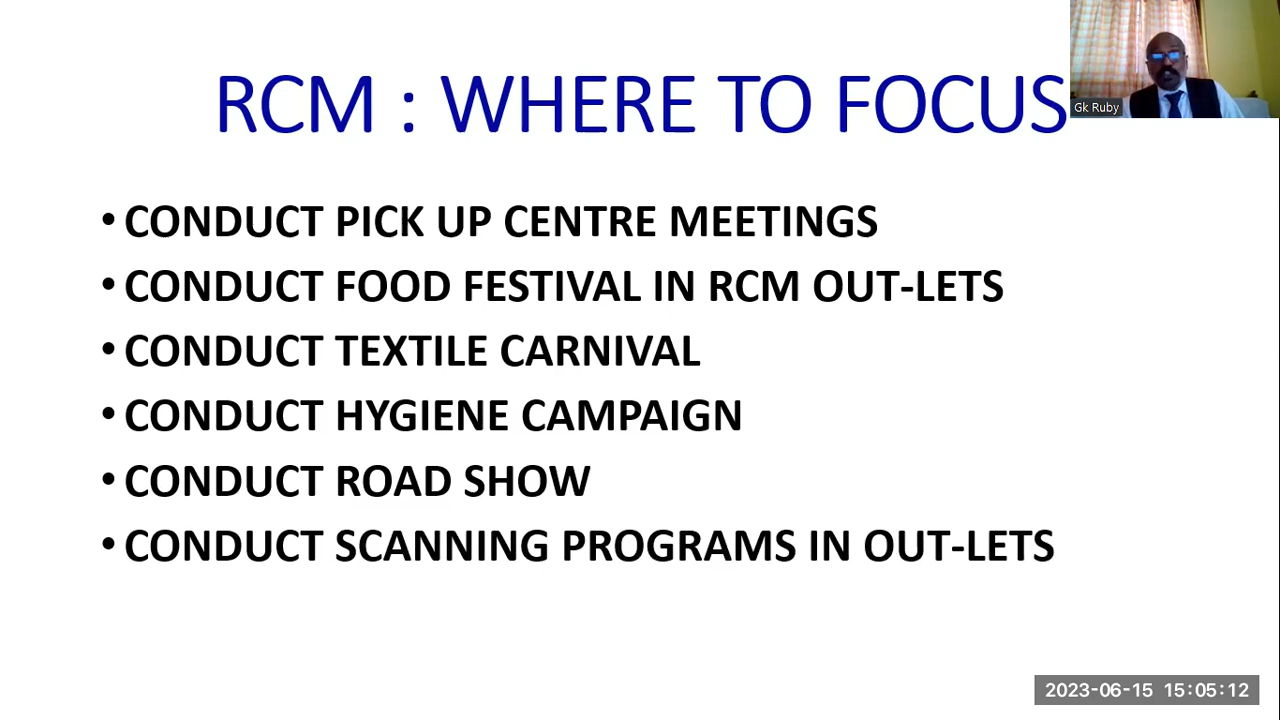 RCM : WHERE TO FOCUS
Gk Ruby
• CONDUCT PICK UP CENTRE MEETINGS
• CONDUCT FOOD FESTIVAL IN RCM OUT-LETS
• CONDUCT TEXTILE CARNIVAL
• CONDUCT HYGIENE CAMPAIGN
• CONDUCT ROAD SHOW
• CONDUCT SCANNING PROGRAMS IN OUT-LETS
2023-06-15 15:05:12